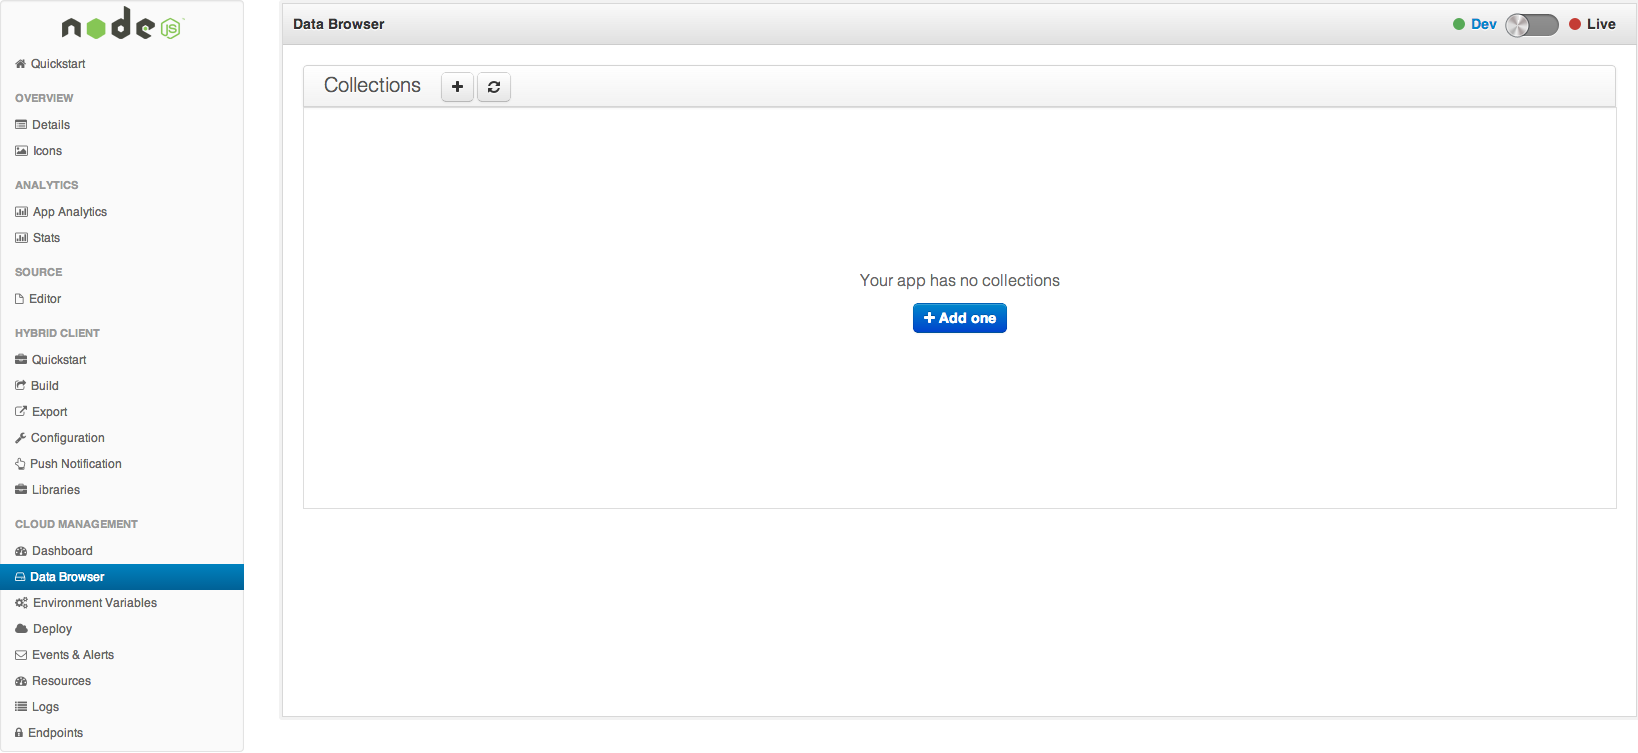 node JS
Quickstart
OVERVIEW
Details
Icons
ANALYTICS
App Analytics
Stats
SOURCE
Editor
HYBRID CLIENT
Quickstart
Build
Export
Configuration
Push Notification
Libraries
CLOUD MANAGEMENT
Dashboard
Data Browser
Environment Variables
Deploy
Events & Alerts
Resources
Logs
Endpoints
Data Browser
Dev
Live
Collections
Your app has no collections
+ Add one